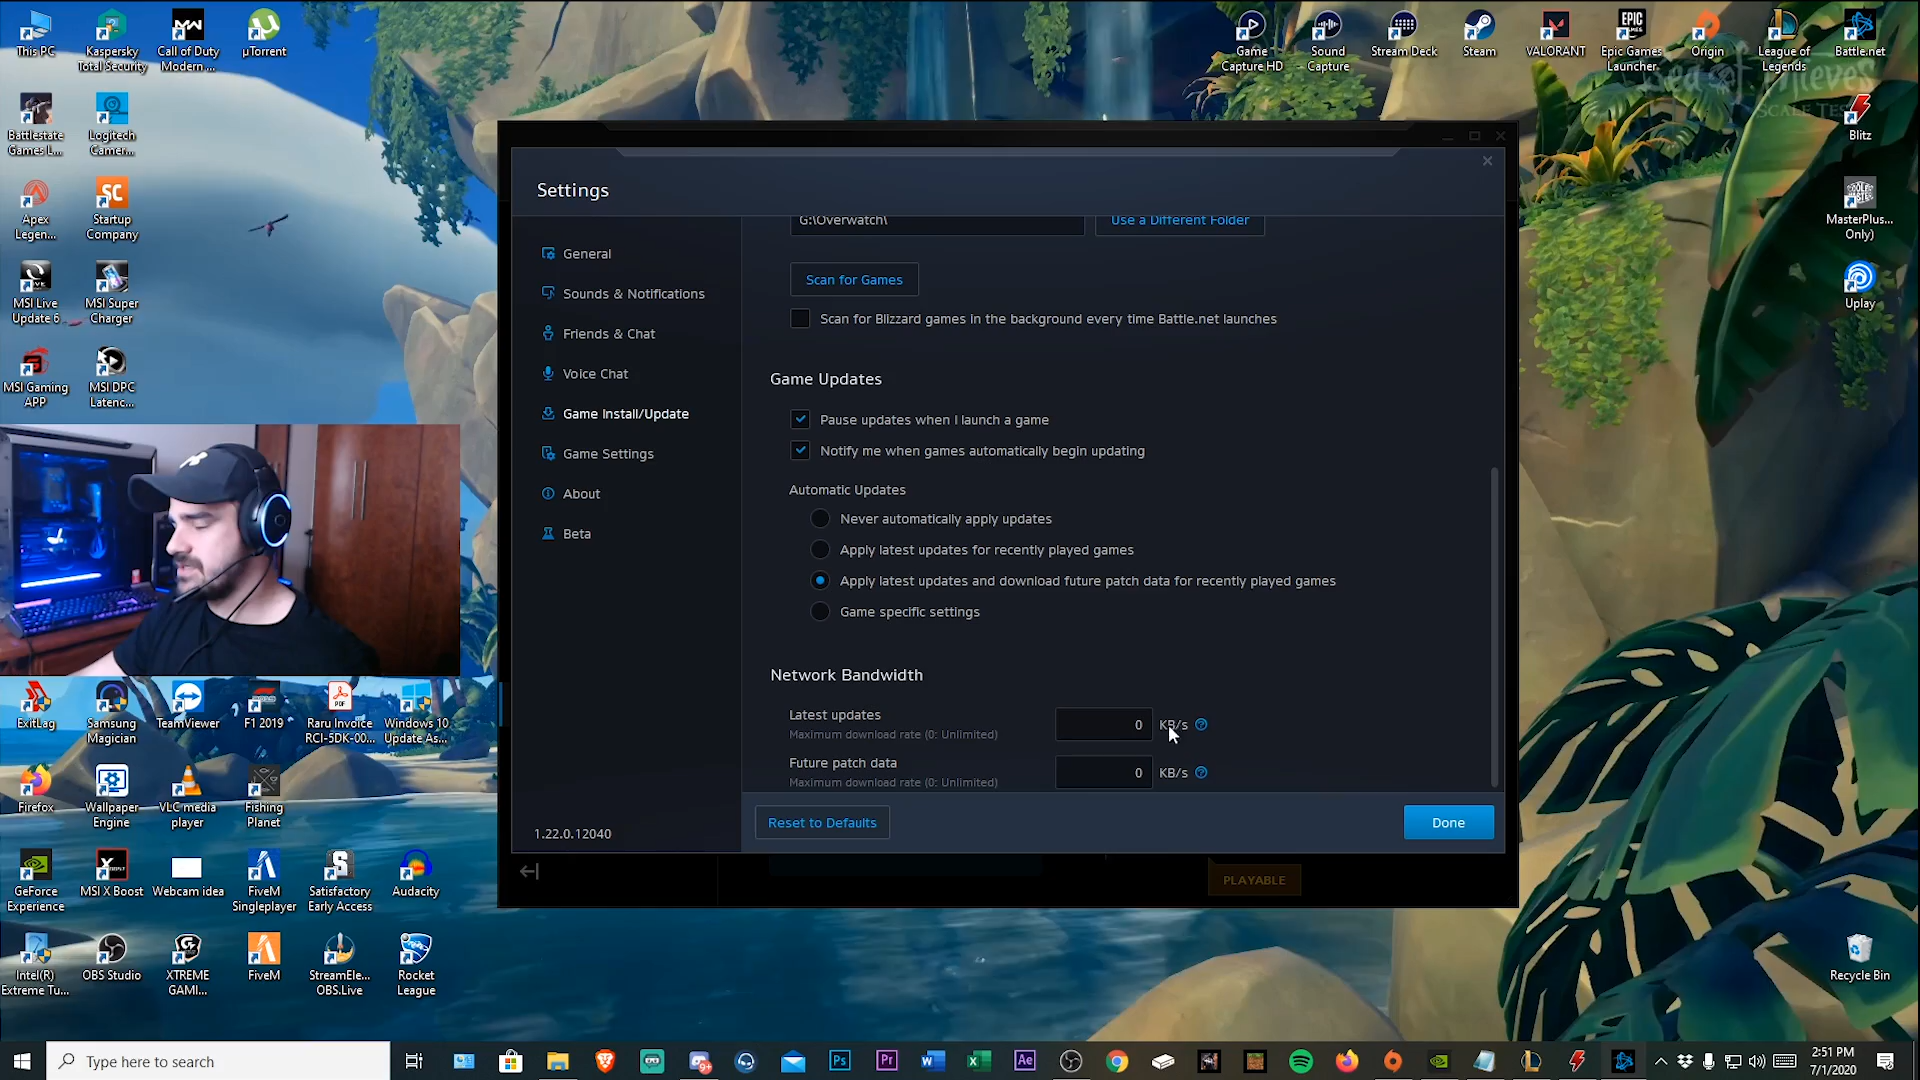 This PC
Kaspersky
Total Security
Call of Duty
Modern ...
µTorrent
Game
Capture HD
Sound
Capture
Stream Deck
Steam
VALORANT
Epic Games
Launcher
Origin
League of
Legends
Battle.net
Sea of Thieves
SCALE TES
Battlestate
Games L...
Logitech
Camer...
Blitz
Apex
Legen...
Startup
Company
MasterPlus...
Only)
MSI Live
Update 6
MSI Super
Charger
Uplay
MSI Gaming
APP
MSI DPC
Latenc...
Settings
General
Sounds & Notifications
Friends & Chat
Voice Chat
Game Install/Update
Game Settings
About
Beta
1.22.0.12040
G:\Overwatch\
Use a Different Folder
Scan for Games
Scan for Blizzard games in the background every time Battle.net launches
Game Updates
Pause updates when I launch a game
Notify me when games automatically begin updating
Automatic Updates
Never automatically apply updates
Apply latest updates for recently played games
Apply latest updates and download future patch data for recently played games
Game specific settings
Network Bandwidth
Latest updates
Maximum download rate (0: Unlimited)
0 KB/s
Future patch data
Maximum download rate (0: Unlimited)
0 KB/s
Reset to Defaults
Done
PLAYABLE
ExitLag
Samsung
Magician
TeamViewer
F1 2019
Raru Invoice
RCI-5DK-00...
Windows 10
Update As...
Firefox
Wallpaper
Engine
VLC media
player
Fishing
Planet
GeForce
Experience
MSI X Boost
Webcam idea
FiveM
Singleplayer
Satisfactory
Early Access
Audacity
Intel(R)
Extreme Tu...
OBS Studio
XTREME
GAMI...
FiveM
StreamEle...
OBS.Live
Rocket
League
Recycle Bin
Type here to search
2:51 PM
7/1/2020